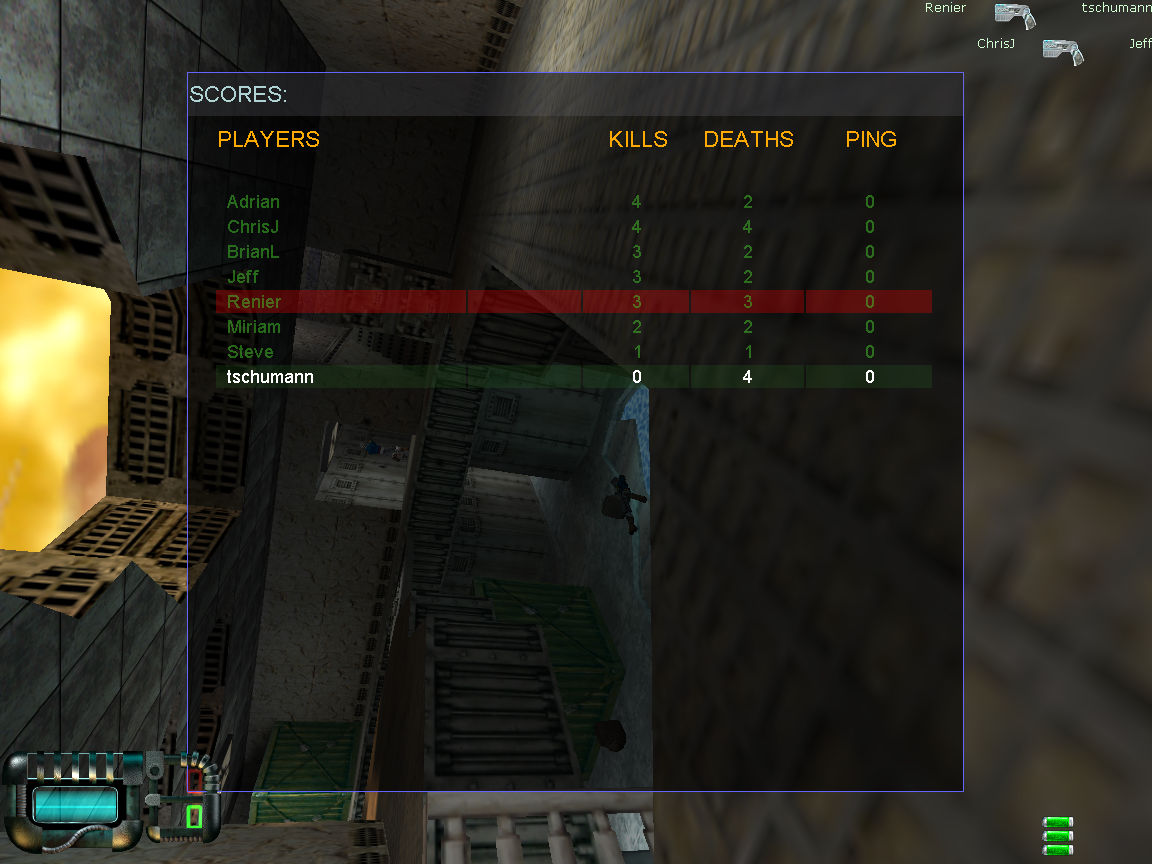 Renier tschumann
ChrisJ Jeff
SCORES:
PLAYERS KILLS DEATHS PING
Adrian 4 2 0
ChrisJ 4 4 0
BrianL 3 2 0
Jeff 3 2 0
Renier 3 3 0
Miriam 2 2 0
Steve 1 1 0
tschumann 0 4 0